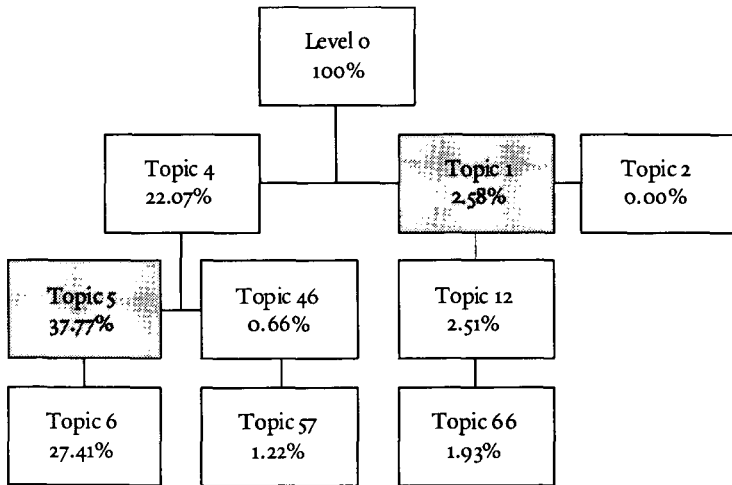 Level 0
100%
Topic 4
22.07%
Topic 1
2.58%
Topic 2
0.00%
Topic 5
37.77%
Topic 46
0.66%
Topic 12
2.51%
Topic 6
27.41%
Topic 57
1.22%
Topic 66
1.93%